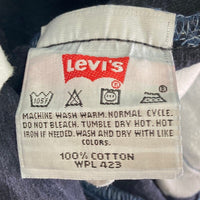 LEVI'S
105F
MACHINE WASH WARM. NORMAL CYCLE.
DO NOT BLEACH. TUMBLE DRY HOT. HOT
IRON IF NEEDED. WASH AND DRY WITH LIKE
COLORS.
100% COTTON
WPL 423